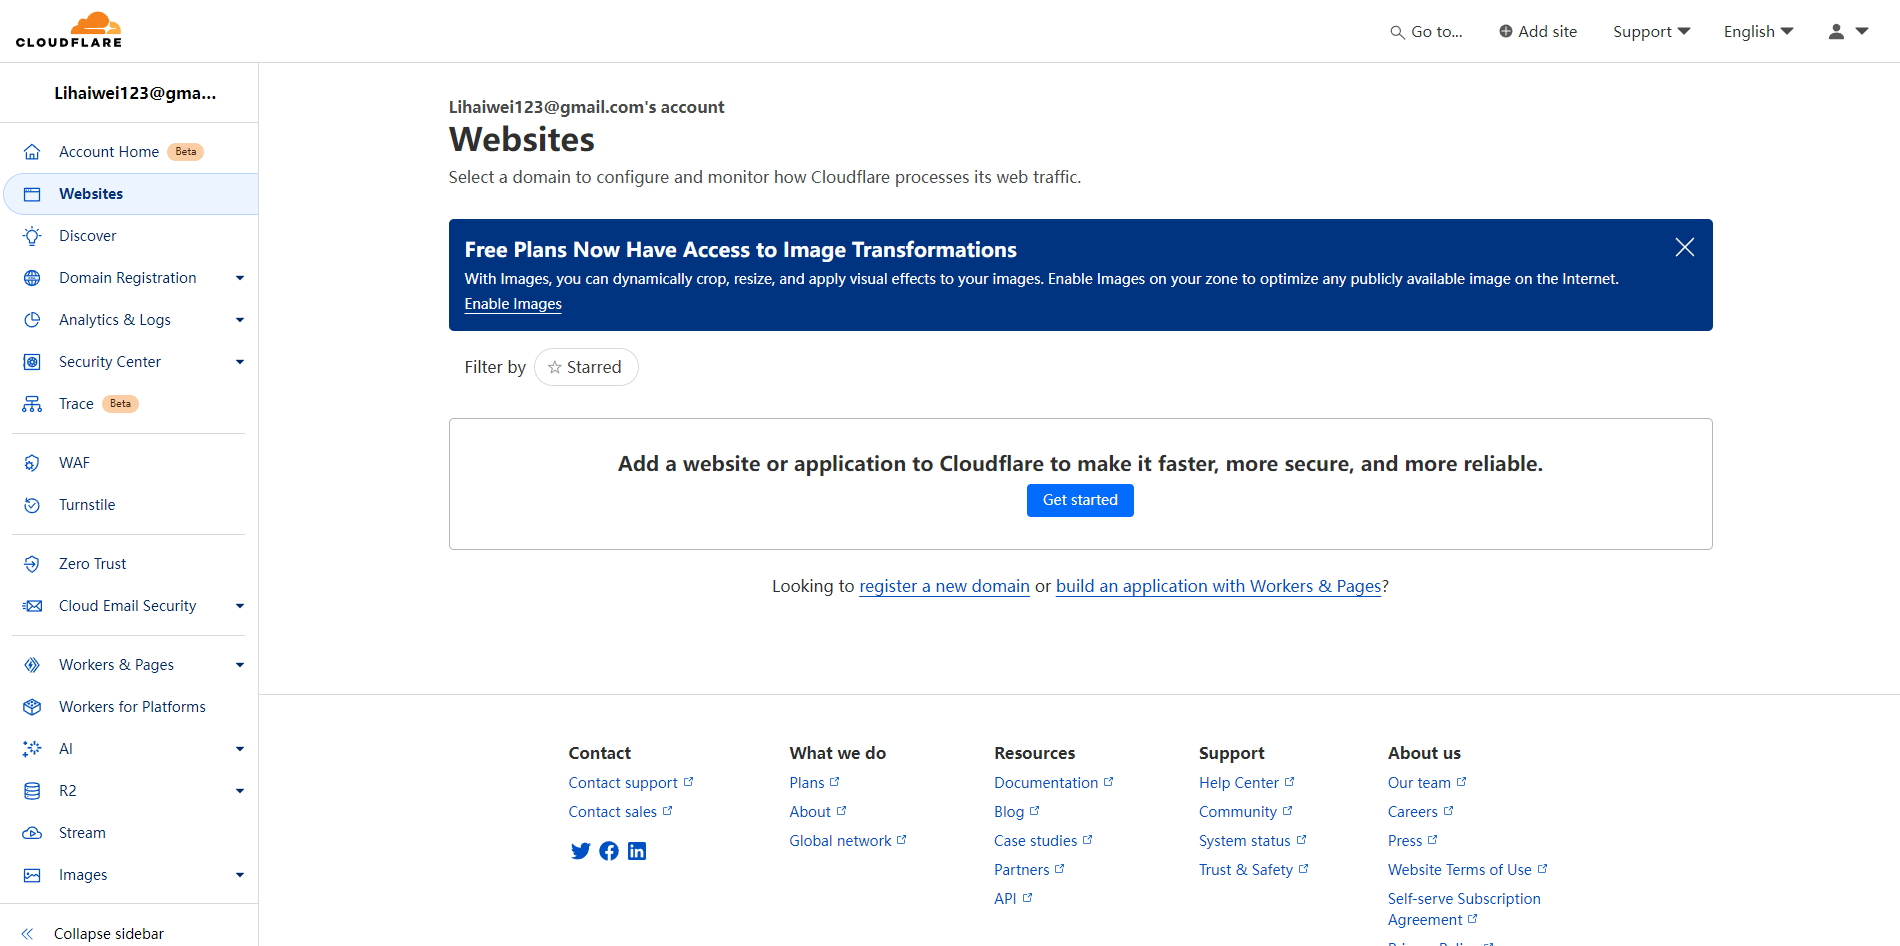 CLOUDFLARE
Go to...
Add site
Support
English
Lihaiwei123@gma...
Account Home Beta
Websites
Discover
Domain Registration
Analytics & Logs
Security Center
Trace Beta
WAF
Turnstile
Zero Trust
Cloud Email Security
Workers & Pages
Workers for Platforms
AI
R2
Stream
Images
Collapse sidebar
Lihaiwei123@gmail.com's account
Websites
Select a domain to configure and monitor how Cloudflare processes its web traffic.
Free Plans Now Have Access to Image Transformations
With Images, you can dynamically crop, resize, and apply visual effects to your images. Enable Images on your zone to optimize any publicly available image on the Internet.
Enable Images
Filter by Starred
Add a website or application to Cloudflare to make it faster, more secure, and more reliable.
Get started
Looking to register a new domain or build an application with Workers & Pages?
Contact
Contact support
Contact sales
What we do
Plans
About
Global network
Resources
Documentation
Blog
Case studies
Partners
API
Support
Help Center
Community
System status
Trust & Safety
About us
Our team
Careers
Press
Website Terms of Use
Self-serve Subscription
Agreement